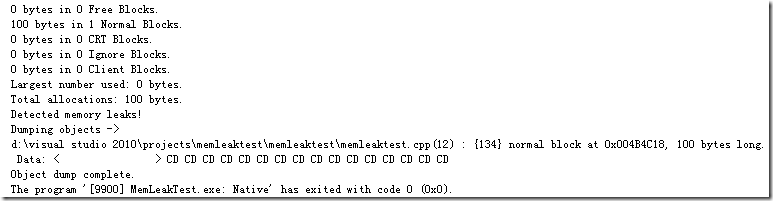 0 bytes in 0 Free Blocks.
100 bytes in 1 Normal Blocks.
0 bytes in 0 CRT Blocks.
0 bytes in 0 Ignore Blocks.
0 bytes in 0 Client Blocks.
Largest number used: 0 bytes.
Total allocations: 100 bytes.
Detected memory leaks!
Dumping objects ->
d:\visual studio 2010\projects\memleaktest\memleaktest\memleaktest.cpp(12) : {134} normal block at 0x004B4C18, 100 bytes long.
Data: <                > CD CD CD CD CD CD CD CD CD CD CD CD CD CD CD CD
Object dump complete.
The program '[9900] MemLeakTest.exe: Native' has exited with code 0 (0x0).